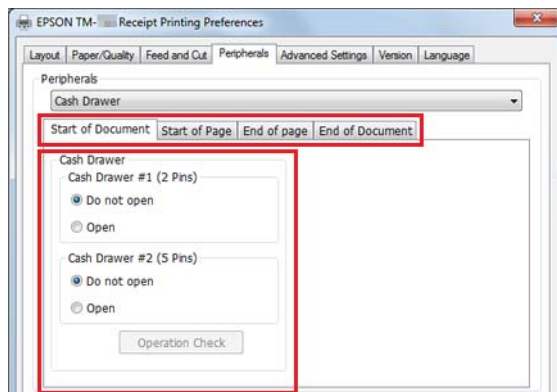 EPSON TM- Receipt Printing Preferences
Layout Paper/Quality Feed and Cut Peripherals Advanced Settings Version Language
Peripherals
Cash Drawer
Start of Document Start of Page End of page End of Document
Cash Drawer
Cash Drawer #1 (2 Pins)
Do not open
Open
Cash Drawer #2 (5 Pins)
Do not open
Open
Operation Check